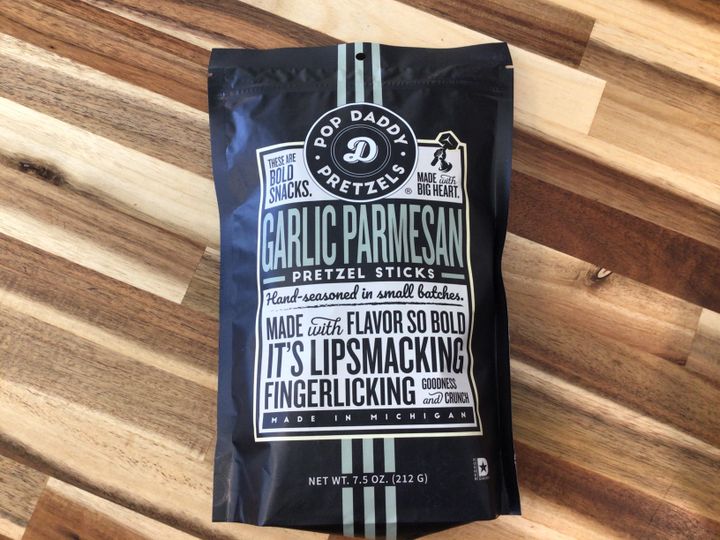 POP DADDY
D
PRETZELS
®
THESE ARE
BOLD
SNACKS.
MADE with
BIG HEART.
GARLIC PARMESAN
PRETZEL STICKS
Hand-seasoned in small batches.
MADE with FLAVOR SO BOLD
IT'S LIPSMACKING
FINGERLICKING GOODNESS
and CRUNCH
MADE IN MICHIGAN
NET WT. 7.5 OZ. (212 G)
D